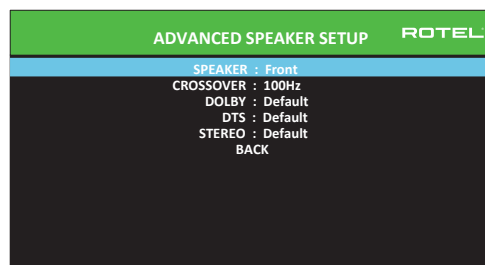 ADVANCED SPEAKER SETUP
ROTEL
SPEAKER : Front
CROSSOVER : 100Hz
DOLBY : Default
DTS : Default
STEREO : Default
BACK